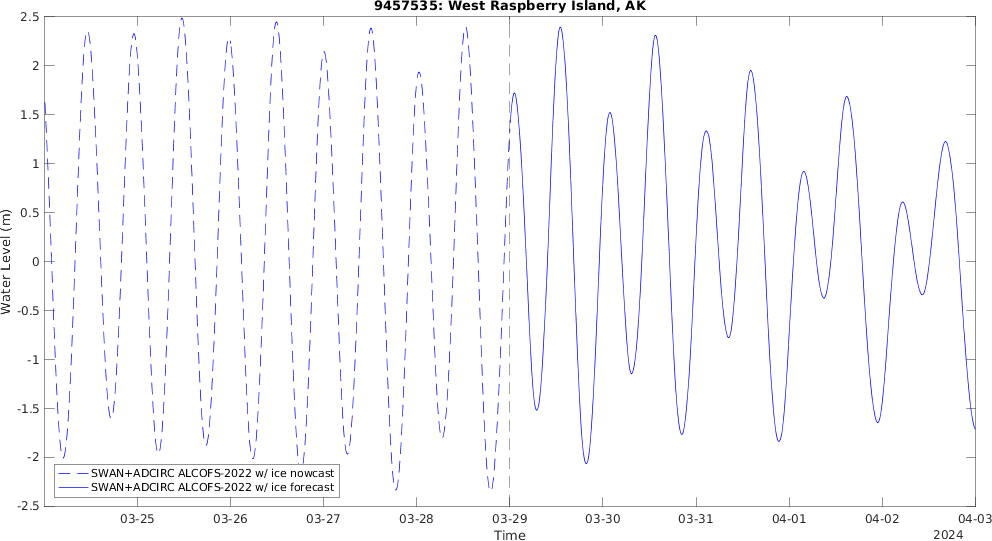 9457535: West Raspberry Island, AK
Water Level (m)
2.5
2
1.5
1
0.5
0
-0.5
-1
-1.5
-2
-2.5
SWAN+ADCIRC ALCOFS-2022 w/ ice nowcast
SWAN+ADCIRC ALCOFS-2022 w/ ice forecast
03-25 03-26 03-27 03-28 03-29 03-30 03-31 04-01 04-02 04-03
Time
2024